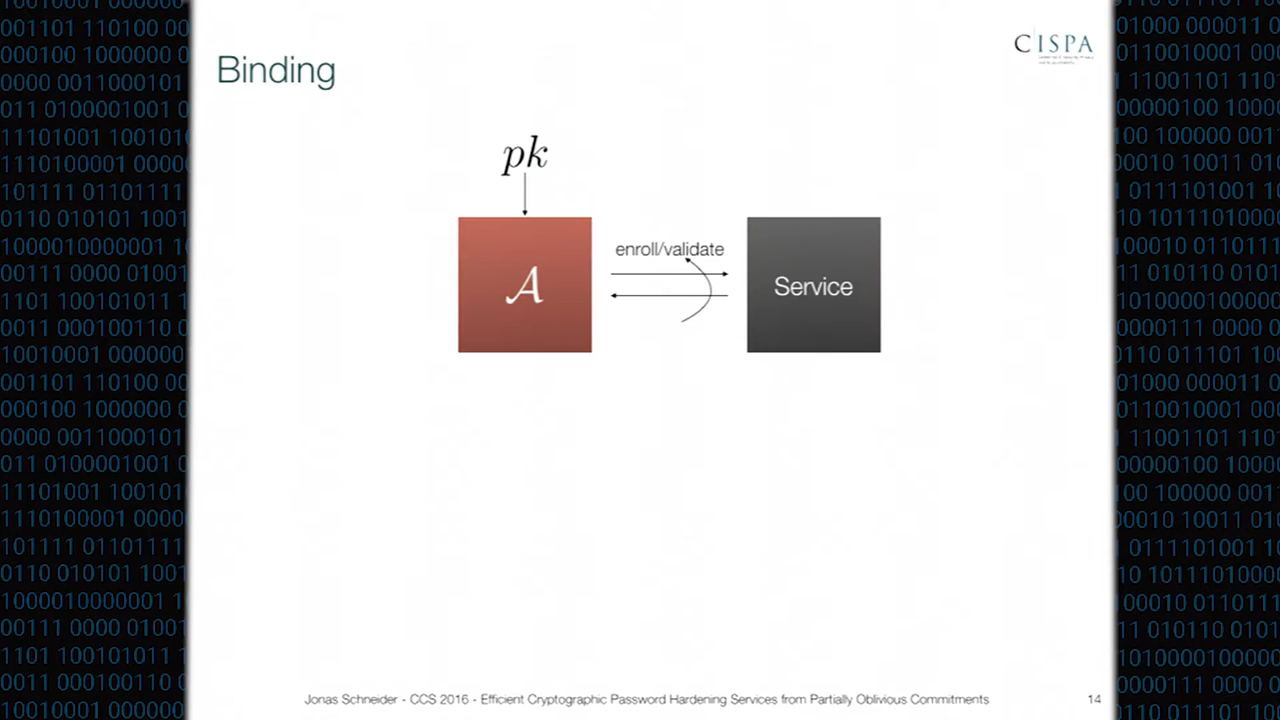 Binding
CISPA
pk
enroll/validate
A
Service
Jonas Schneider - CCS 2016 - Efficient Cryptographic Password Hardening Services from Partially Oblivious Commitments
14